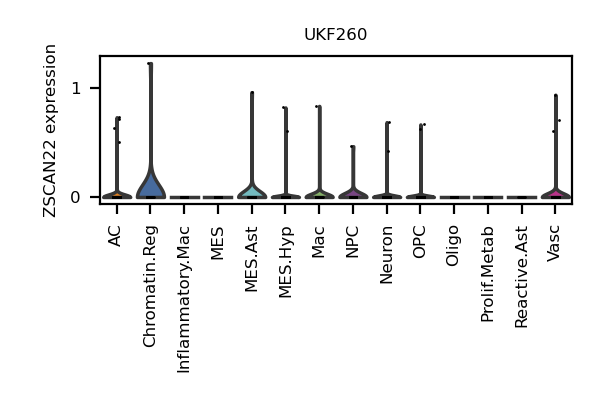 UKF260
ZSCAN22 expression
1
0
AC
Chromatin.Reg
Inflammatory.Mac
MES
MES.Ast
MES.Hyp
Mac
NPC
Neuron
OPC
Oligo
Prolif.Metab
Reactive.Ast
Vasc